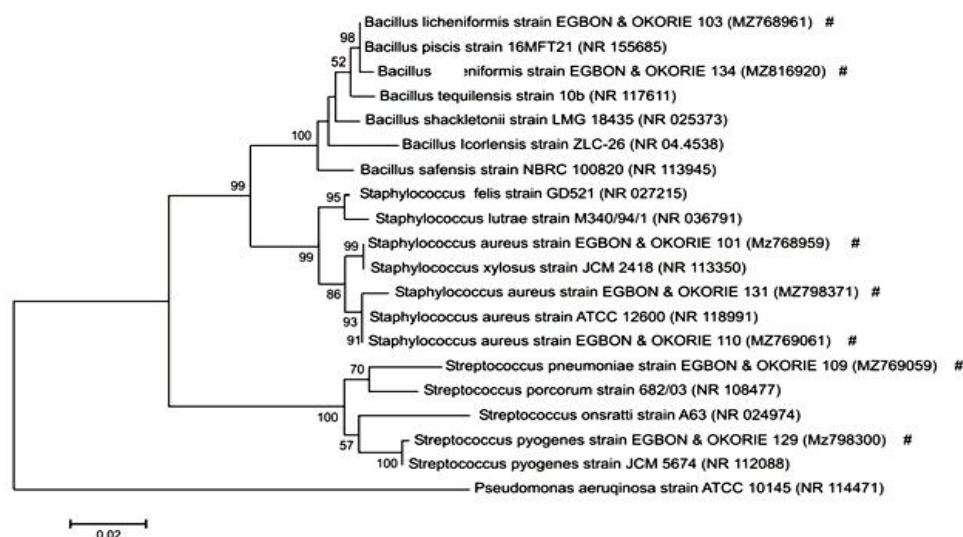 Bacillus licheniformis strain EGBON & OKORIE 103 (MZ768961) #
98
Bacillus piscis strain 16MFT21 (NR 155685)
52
Bacillus eniformis strain EGBON & OKORIE 134 (MZ816920) #
Bacillus tequilensis strain 10b (NR 117611)
Bacillus shackletonii strain LMG 18435 (NR 025373)
100
Bacillus lcorlensis strain ZLC-26 (NR 04.4538)
Bacillus safensis strain NBRC 100820 (NR 113945)
99
Staphylococcus felis strain GD521 (NR 027215)
95
Staphylococcus lutrae strain M340/94/1 (NR 036791)
99
Staphylococcus aureus strain EGBON & OKORIE 101 (Mz768959) #
99
Staphylococcus xylosus strain JCM 2418 (NR 113350)
86
Staphylococcus aureus strain EGBON & OKORIE 131 (MZ798371) #
93
Staphylococcus aureus strain ATCC 12600 (NR 118991)
91
Staphylococcus aureus strain EGBON & OKORIE 110 (MZ769061) #
Streptococcus pneumoniae strain EGBON & OKORIE 109 (MZ769059) #
70
Streptococcus porcorum strain 682/03 (NR 108477)
100
Streptococcus onsratti strain A63 (NR 024974)
57
Streptococcus pyogenes strain EGBON & OKORIE 129 (Mz798300) #
100
Streptococcus pyogenes strain JCM 5674 (NR 112088)
Pseudomonas aeruqinosa strain ATCC 10145 (NR 114471)
0.02